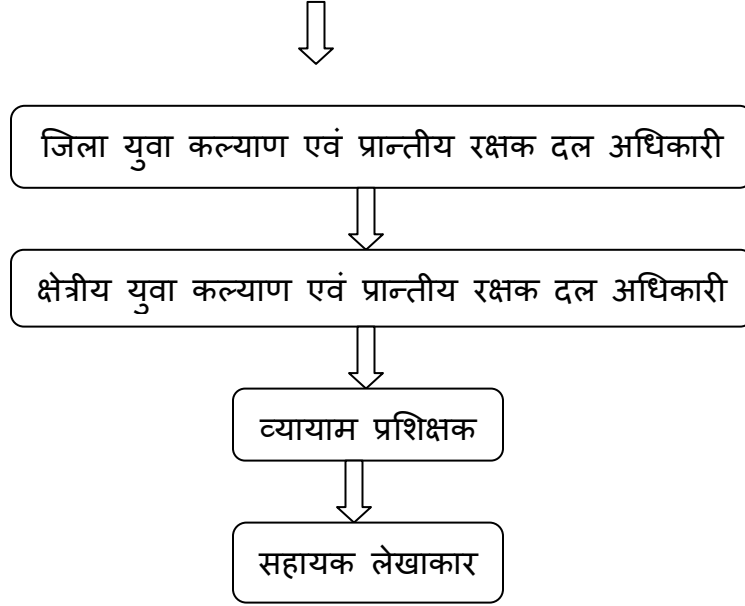 जिला युवा कल्याण एवं प्रान्तीय रक्षक दल अधिकारी
क्षेत्रीय युवा कल्याण एवं प्रान्तीय रक्षक दल अधिकारी
व्यायाम प्रशिक्षक
सहायक लेखाकार